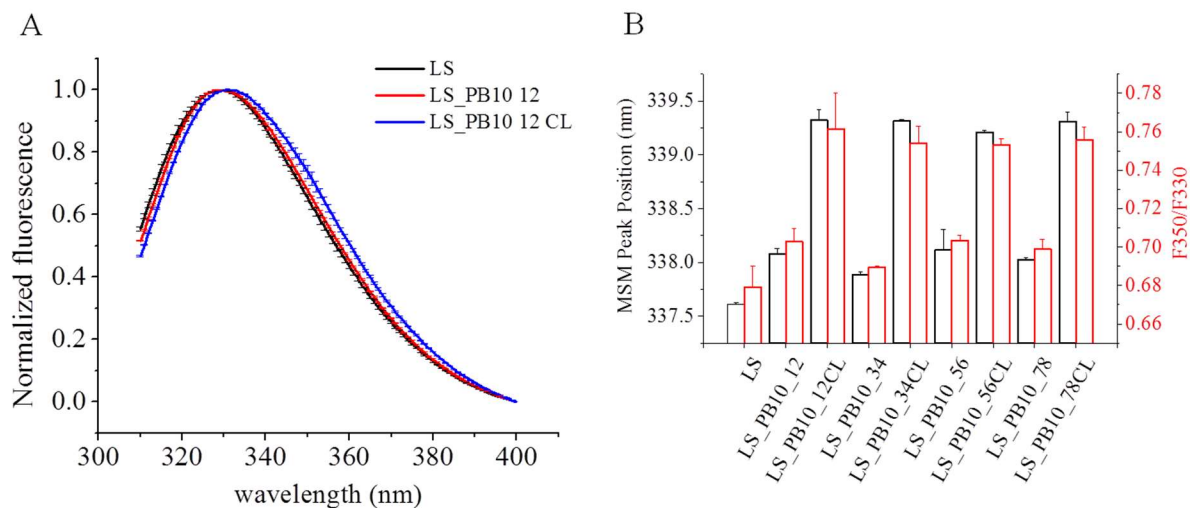 A
LS
LS_PB10 12
LS_PB10 12 CL
Normalized fluorescence
1.0
0.8
0.6
0.4
0.2
0.0
300
320
340
360
380
400
wavelength (nm)
B
MSM Peak Position (nm)
339.5
339.0
338.5
338.0
337.5
0.78
0.76
0.74
0.72
0.70
0.68
0.66
F350/F330
LS
LS_PB10_12
LS_PB10_12CL
LS_PB10_34
LS_PB10_34CL
LS_PB10_56
LS_PB10_56CL
LS_PB10_78
LS_PB10_78CL